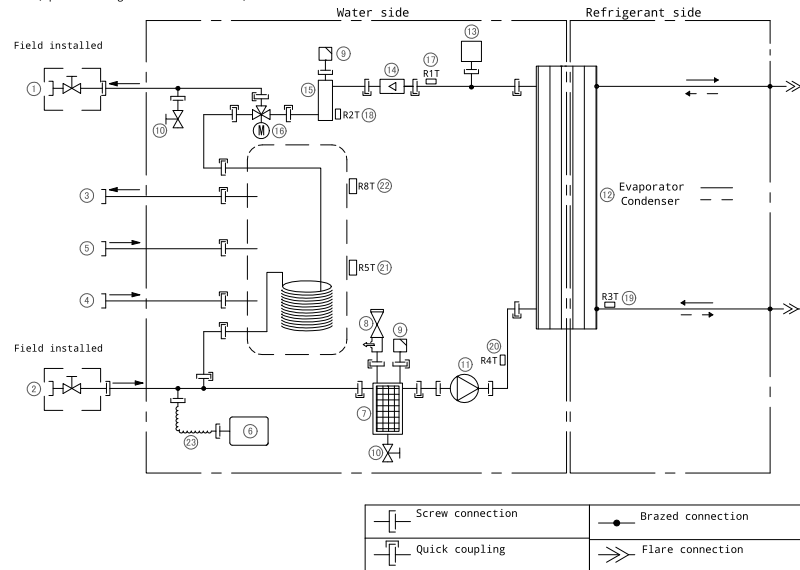 Water side
Refrigerant side
Field installed
①
⑨
⑬
⑰
R1T
⑭
⑮
R2T ⑱
⑩
M
⑯
③
R8T ㉒
⑫
Evaporator
Condenser
⑤
R5T ㉑
④
R3T ⑲
⑧
⑨
⑳
R4T
Field installed
②
⑪
⑦
⑥
㉓
⑩
Screw connection
Brazed connection
Quick coupling
Flare connection